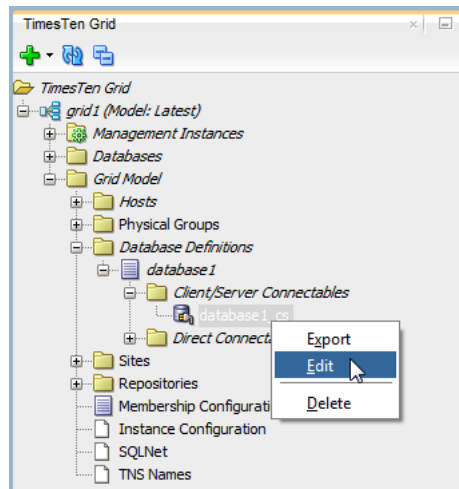 TimesTen Grid
TimesTen Grid
grid1 (Model: Latest)
Management Instances
Databases
Grid Model
Hosts
Physical Groups
Database Definitions
database1
Client/Server Connectables
database1_cs
Direct Connecta
Export
Sites
Edit
Repositories
Membership Configurati
Delete
Instance Configuration
SQLNet
TNS Names